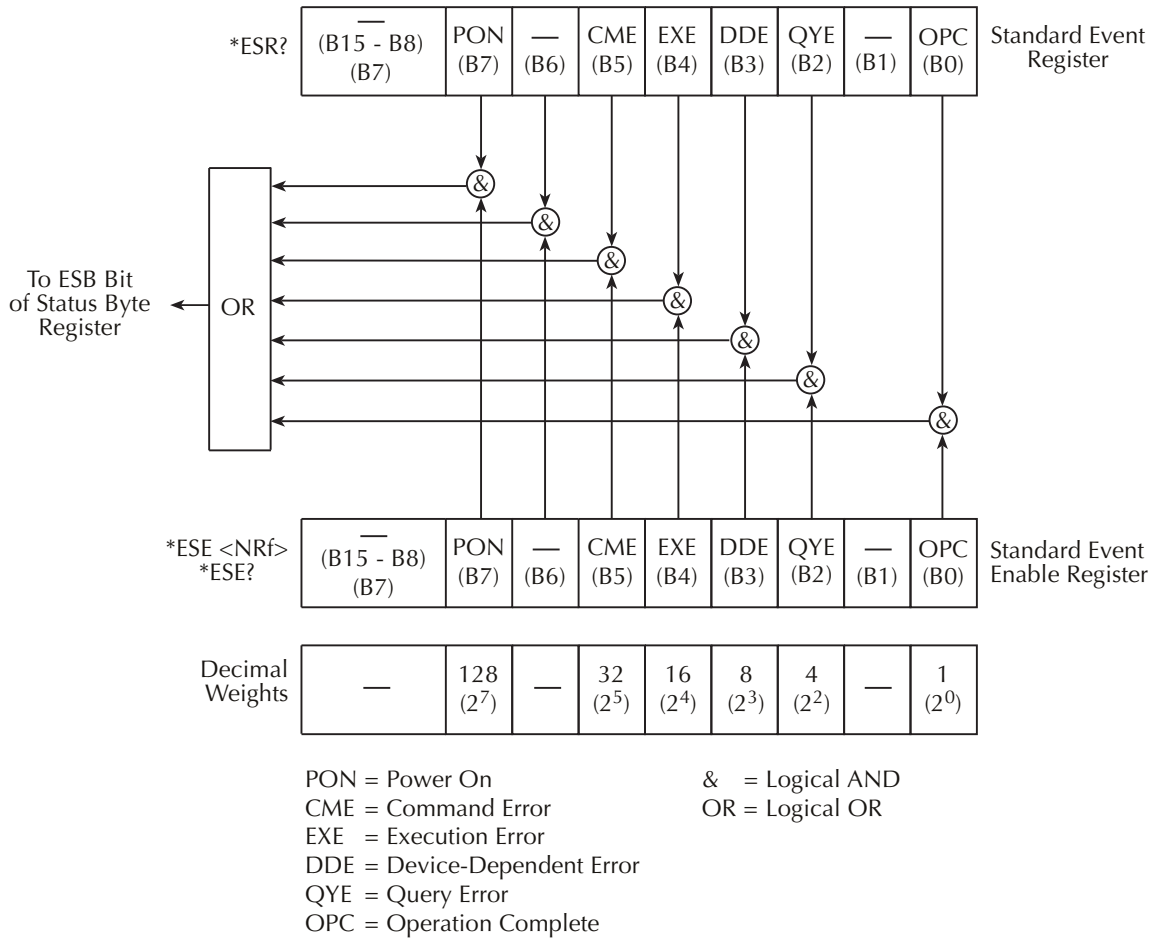 *ESR?
—
(B15 - B8)
(B7)
PON
(B7)
—
(B6)
CME
(B5)
EXE
(B4)
DDE
(B3)
QYE
(B2)
—
(B1)
OPC
(B0)
Standard Event
Register
&
&
&
&
&
&
&
To ESB Bit
of Status Byte
Register
OR
*ESE <NRf>
*ESE?
—
(B15 - B8)
(B7)
PON
(B7)
—
(B6)
CME
(B5)
EXE
(B4)
DDE
(B3)
QYE
(B2)
—
(B1)
OPC
(B0)
Standard Event
Enable Register
Decimal
Weights
—
128
(2⁷)
—
32
(2⁵)
16
(2⁴)
8
(2³)
4
(2²)
—
1
(2⁰)
PON = Power On
CME = Command Error
EXE = Execution Error
DDE = Device-Dependent Error
QYE = Query Error
OPC = Operation Complete
& = Logical AND
OR = Logical OR